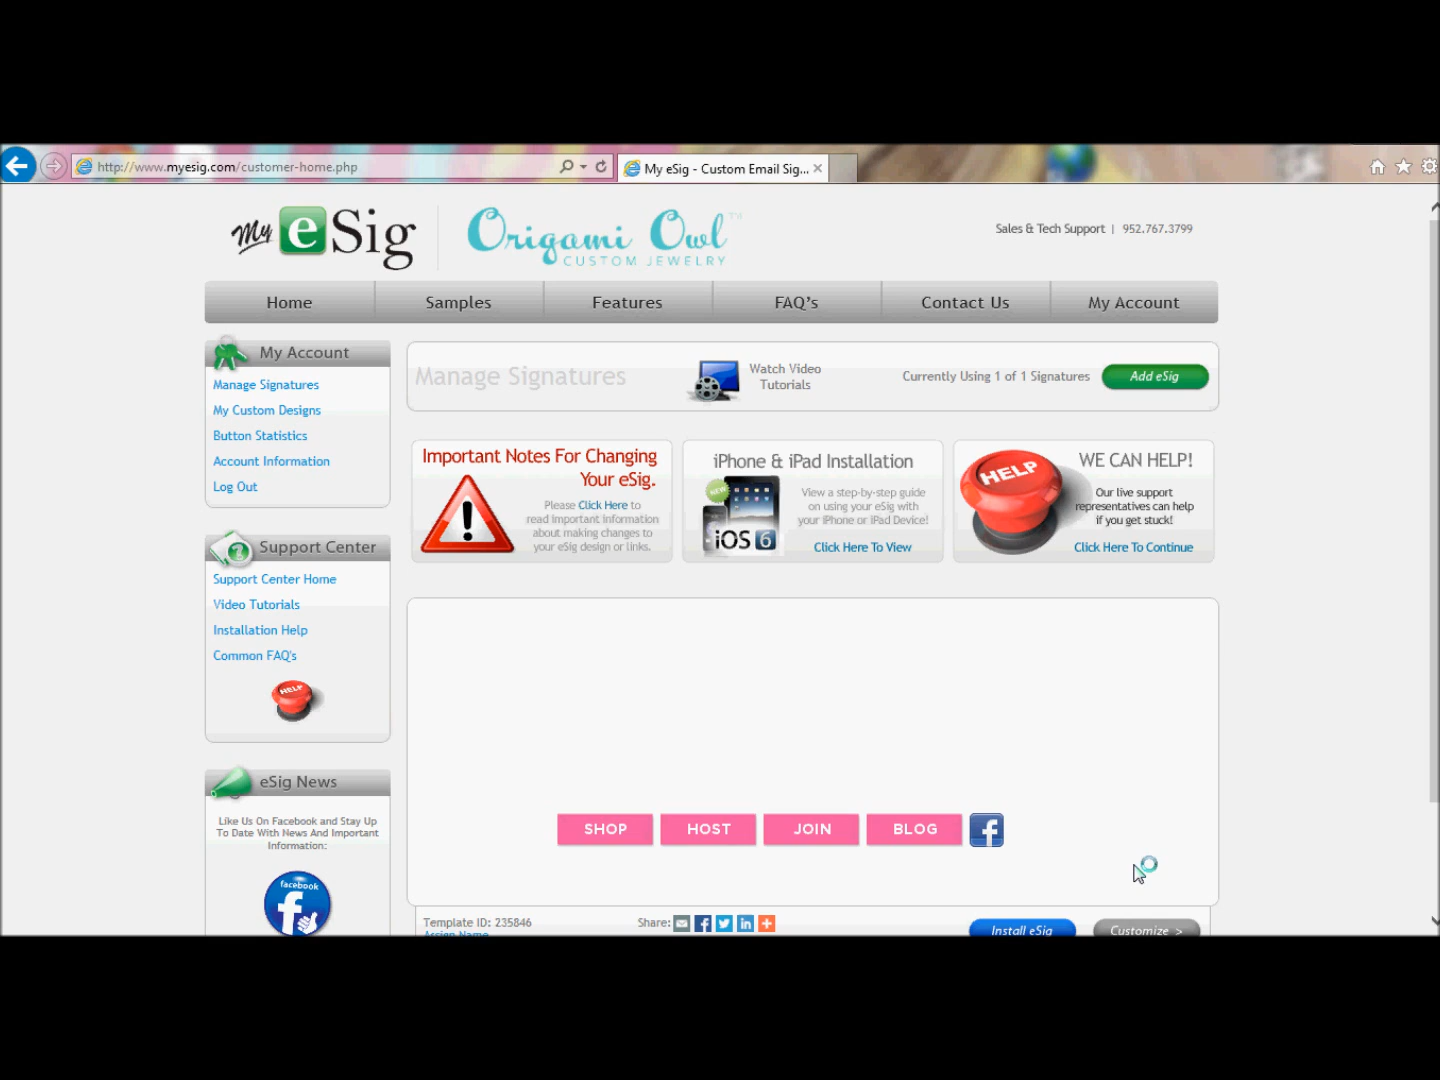 http://www.myesig.com/customer-home.php
My eSig - Custom Email Sig...
My eSig
Origami Owl™
CUSTOM JEWELRY
Sales & Tech Support | 952.767.3799
Home
Samples
Features
FAQ's
Contact Us
My Account
My Account
Manage Signatures
My Custom Designs
Button Statistics
Account Information
Log Out
Manage Signatures
Watch Video
Tutorials
Currently Using 1 of 1 Signatures
Add eSig
Important Notes For Changing
Your eSig.
Please Click Here to
read important information
about making changes to
your eSig design or links.
iPhone & iPad Installation
NEW
iOS 6
View a step-by-step guide
on using your eSig with
your iPhone or iPad Device!
Click Here To View
HELP
WE CAN HELP!
Our live support
representatives can help
if you get stuck!
Click Here To Continue
Support Center
Support Center Home
Video Tutorials
Installation Help
Common FAQ's
HELP
eSig News
Like Us On Facebook and Stay Up
To Date With News And Important
Information:
facebook
f
SHOP
HOST
JOIN
BLOG
f
Template ID: 235846
Assign Name
Share:
Install eSig
Customize >